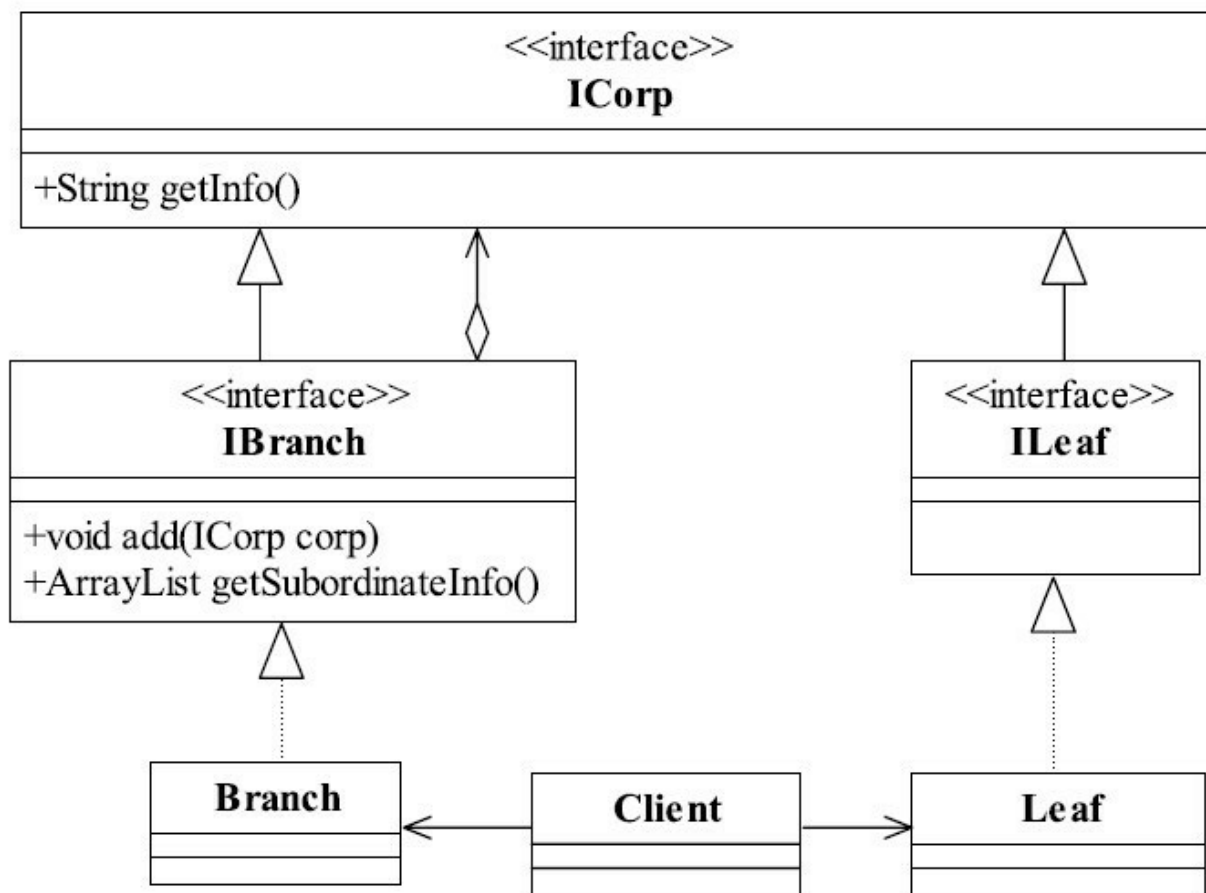 <<interface>>
ICorp
+String getInfo()
<<interface>>
IBranch
+void add(ICorp corp)
+ArrayList getSubordinateInfo()
<<interface>>
ILeaf
Branch
Client
Leaf